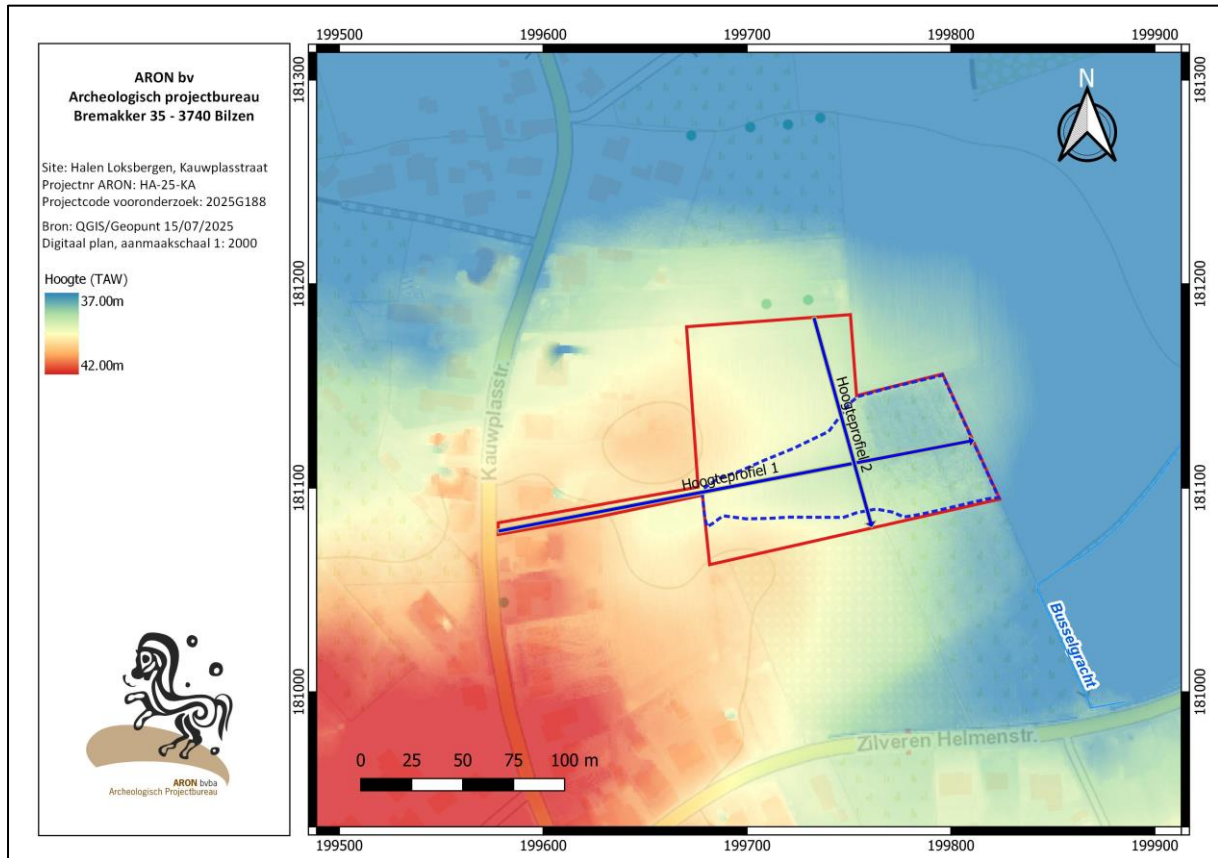 ARON bv
Archeologisch projectbureau
Bremakker 35 - 3740 Bilzen
Site: Halen Loksbergen, Kauwplasstraat
Projectnr ARON: HA-25-KA
Projectcode vooronderzoek: 2025G188
Bron: QGIS/Geopunt 15/07/2025
Digitaal plan, aanmaakschaal 1: 2000
Hoogte (TAW)
37.00m
42.00m
ARON bvba
Archeologisch Projectbureau
199500 199600 199700 199800 199900
181300
181200
181100
181000
N
Kauwplasstr.
Hoogteprofiel 1
Hoogteprofiel 2
Busselgracht
Zilveren Helmenstr.
0 25 50 75 100 m
181300
181200
181100
181000
199500 199600 199700 199800 199900